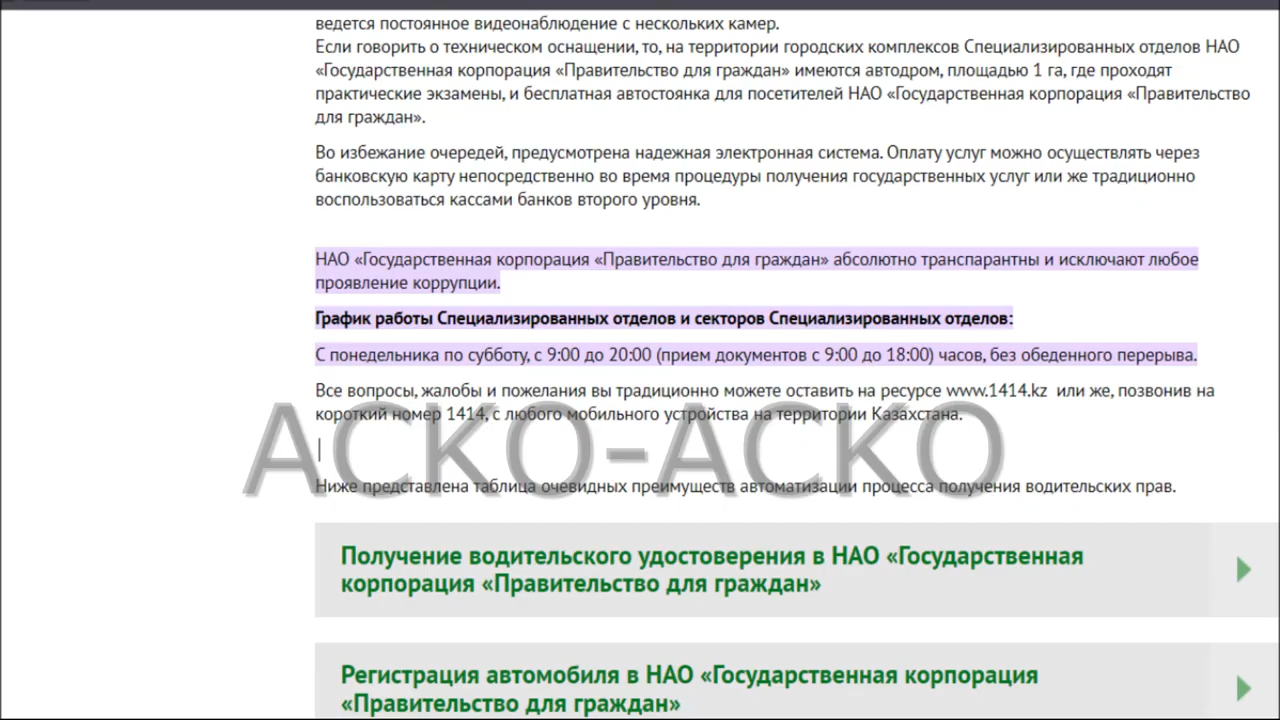 ведется постоянное видеонаблюдение с нескольких камер.
Если говорить о техническом оснащении, то, на территории городских комплексов Специализированных отделов НАО
«Государственная корпорация «Правительство для граждан» имеются автодром, площадью 1 га, где проходят
практические экзамены, и бесплатная автостоянка для посетителей НАО «Государственная корпорация «Правительство
для граждан».
Во избежание очередей, предусмотрена надежная электронная система. Оплату услуг можно осуществлять через
банковскую карту непосредственно во время процедуры получения государственных услуг или же традиционно
воспользоваться кассами банков второго уровня.
НАО «Государственная корпорация «Правительство для граждан» абсолютно транспарантны и исключают любое
проявление коррупции.
График работы Специализированных отделов и секторов Специализированных отделов:
С понедельника по субботу, с 9:00 до 20:00 (прием документов с 9:00 до 18:00) часов, без обеденного перерыва.
Все вопросы, жалобы и пожелания вы традиционно можете оставить на ресурсе www.1414.kz или же, позвонив на
короткий номер 1414, с любого мобильного устройства на территории Казахстана.
АСКО-АСКО
Ниже представлена таблица очевидных преимуществ автоматизации процесса получения водительских прав.
Получение водительского удостоверения в НАО «Государственная
корпорация «Правительство для граждан»
Регистрация автомобиля в НАО «Государственная корпорация
«Правительство для граждан»